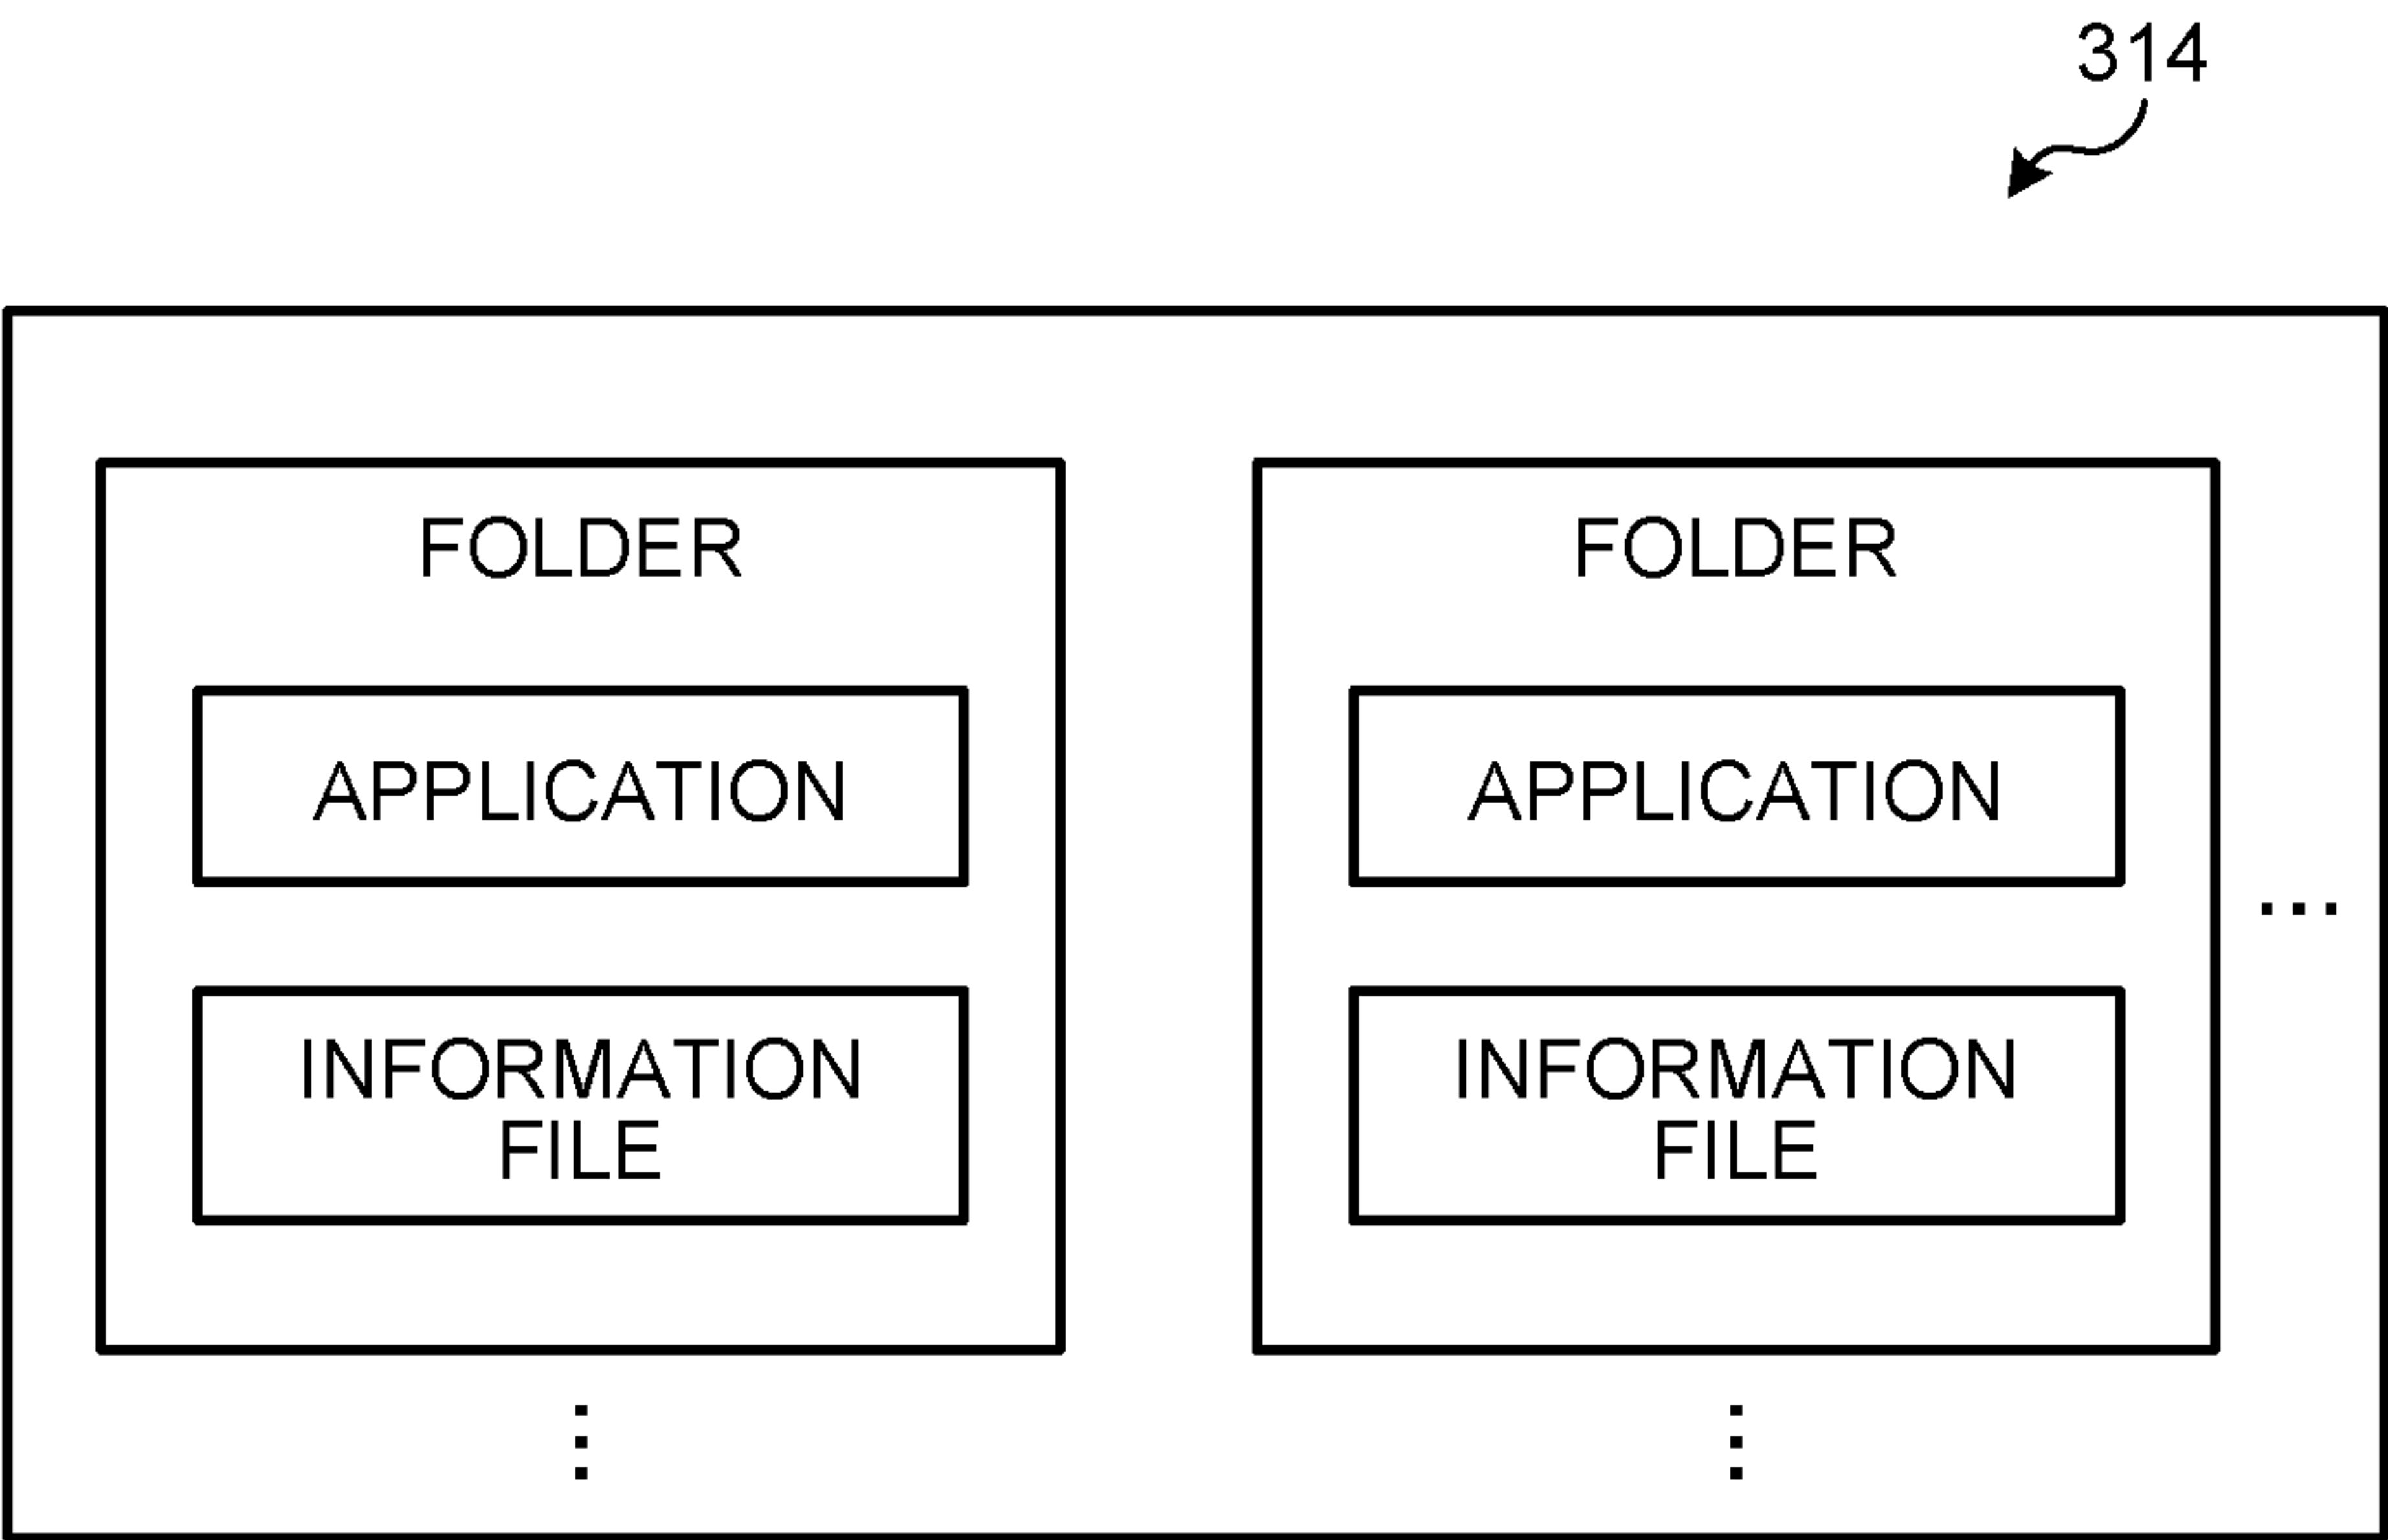 314
FOLDER
APPLICATION
INFORMATION
FILE
...
FOLDER
APPLICATION
INFORMATION
FILE